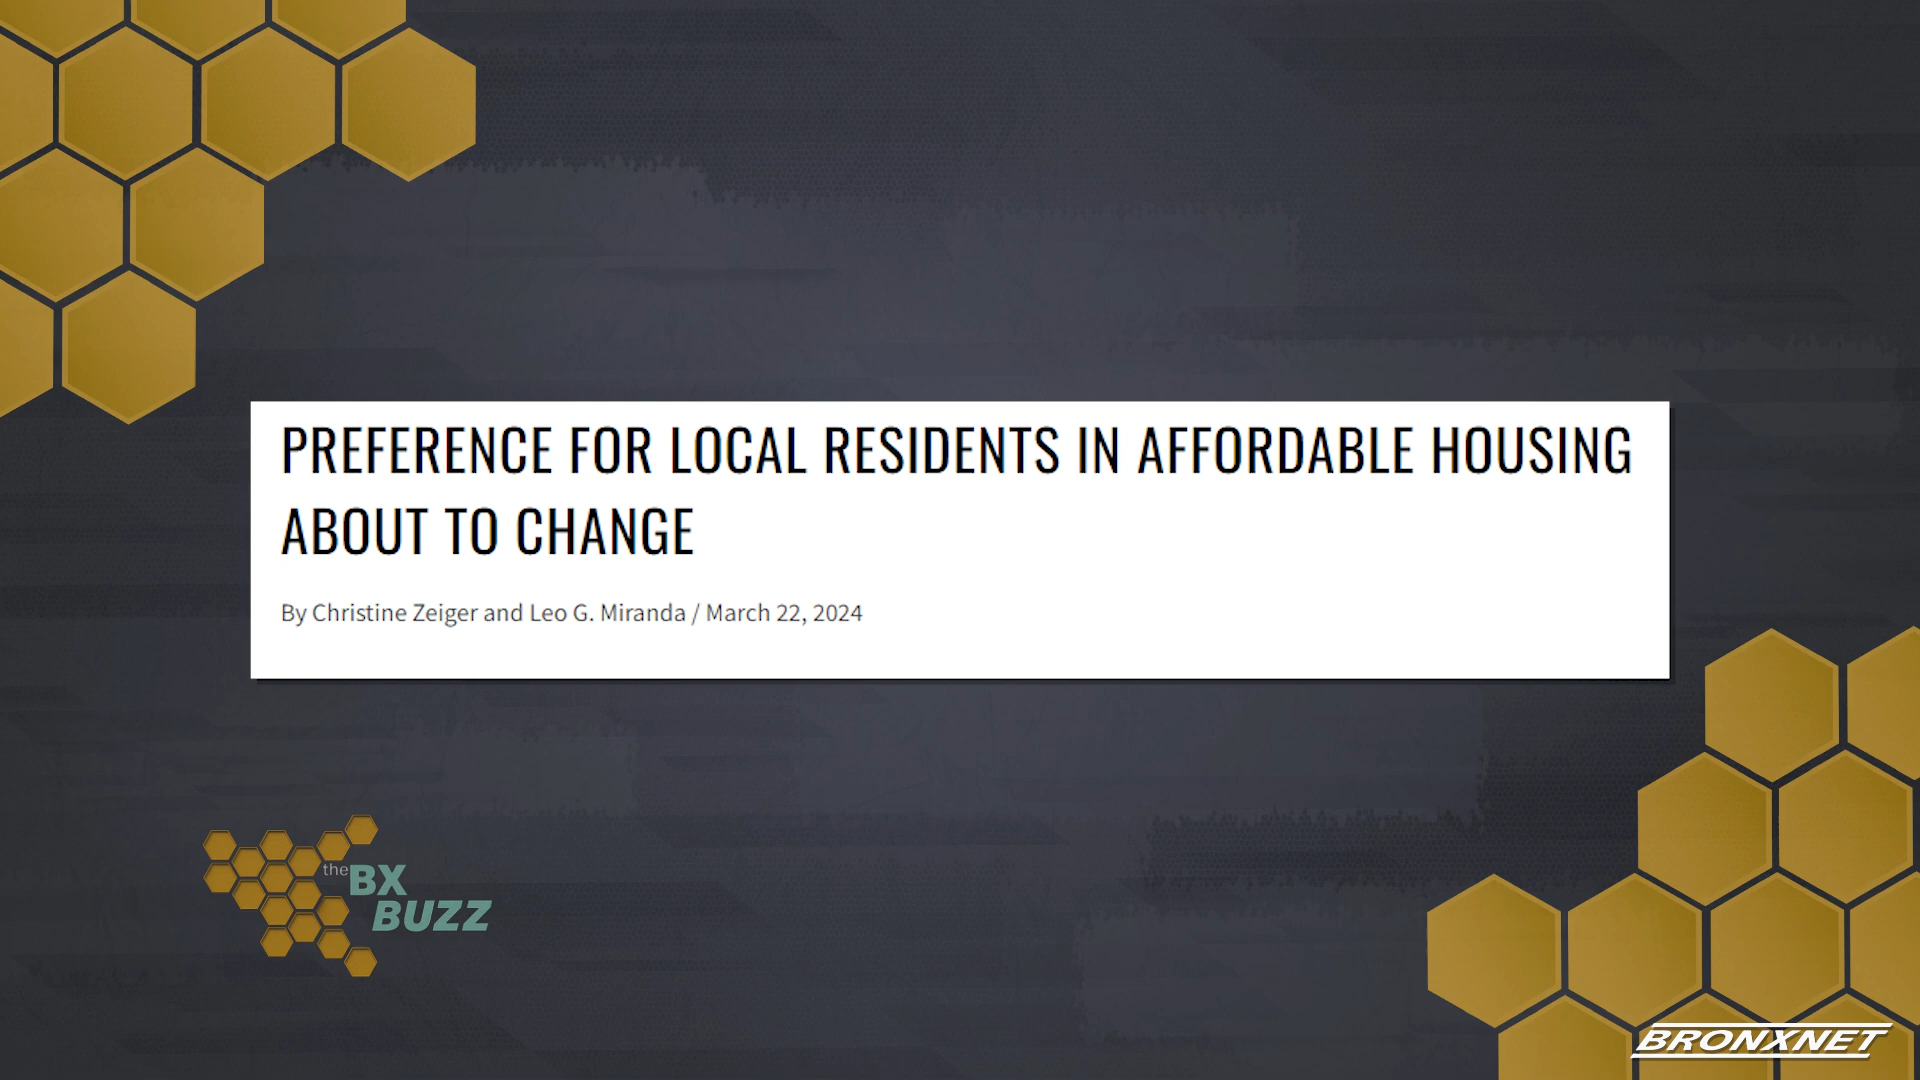 PREFERENCE FOR LOCAL RESIDENTS IN AFFORDABLE HOUSING
ABOUT TO CHANGE
By Christine Zeiger and Leo G. Miranda / March 22, 2024
the BX
BUZZ
BRONXNET